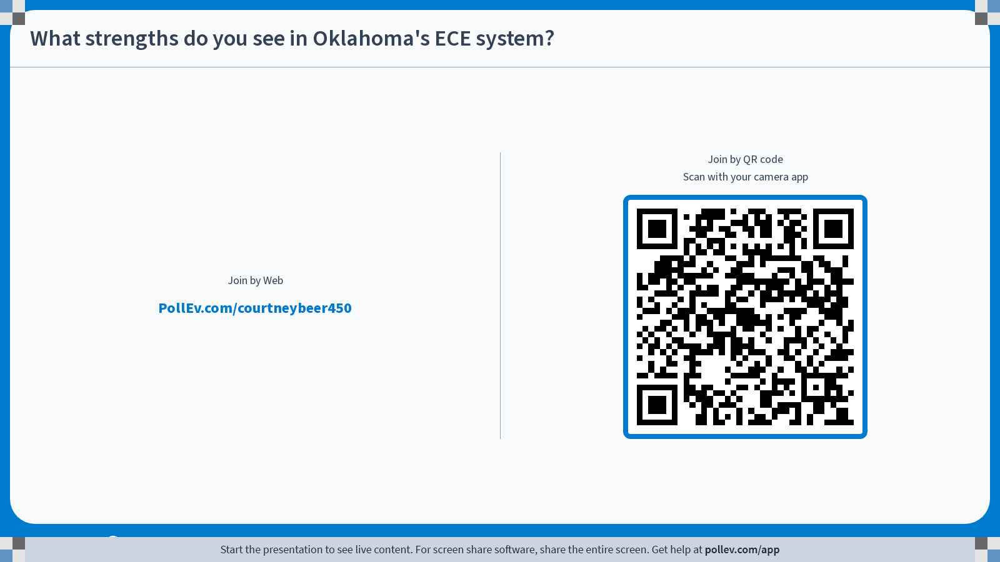 What strengths do you see in Oklahoma's ECE system?
Join by Web
PollEv.com/courtneybeer450
Join by QR code
Scan with your camera app
Start the presentation to see live content. For screen share software, share the entire screen. Get help at pollev.com/app